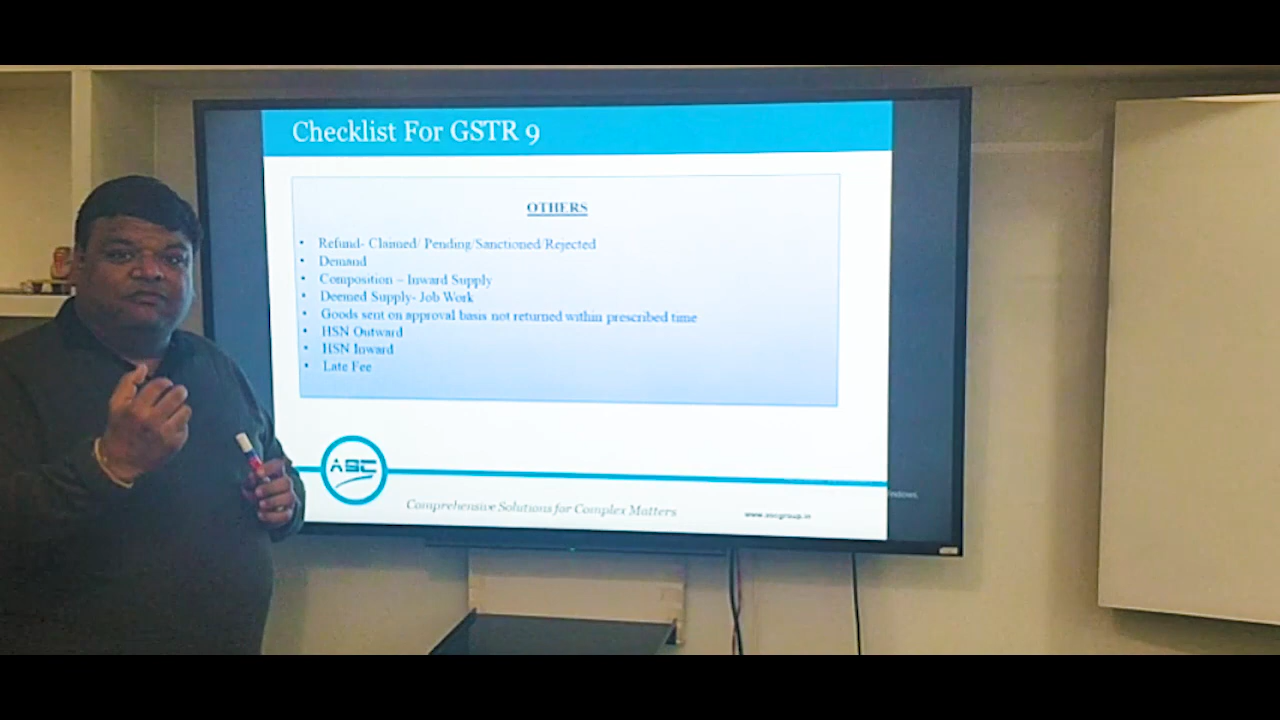 Checklist For GSTR 9
OTHERS
• Refund- Claimed/ Pending/Sanctioned/Rejected
• Demand
• Composition – Inward Supply
• Deemed Supply- Job Work
• Goods sent on approval basis not returned within prescribed time
• HSN Outward
• HSN Inward
• Late Fee
ASC
Comprehensive Solutions for Complex Matters
www.ascgroup.in